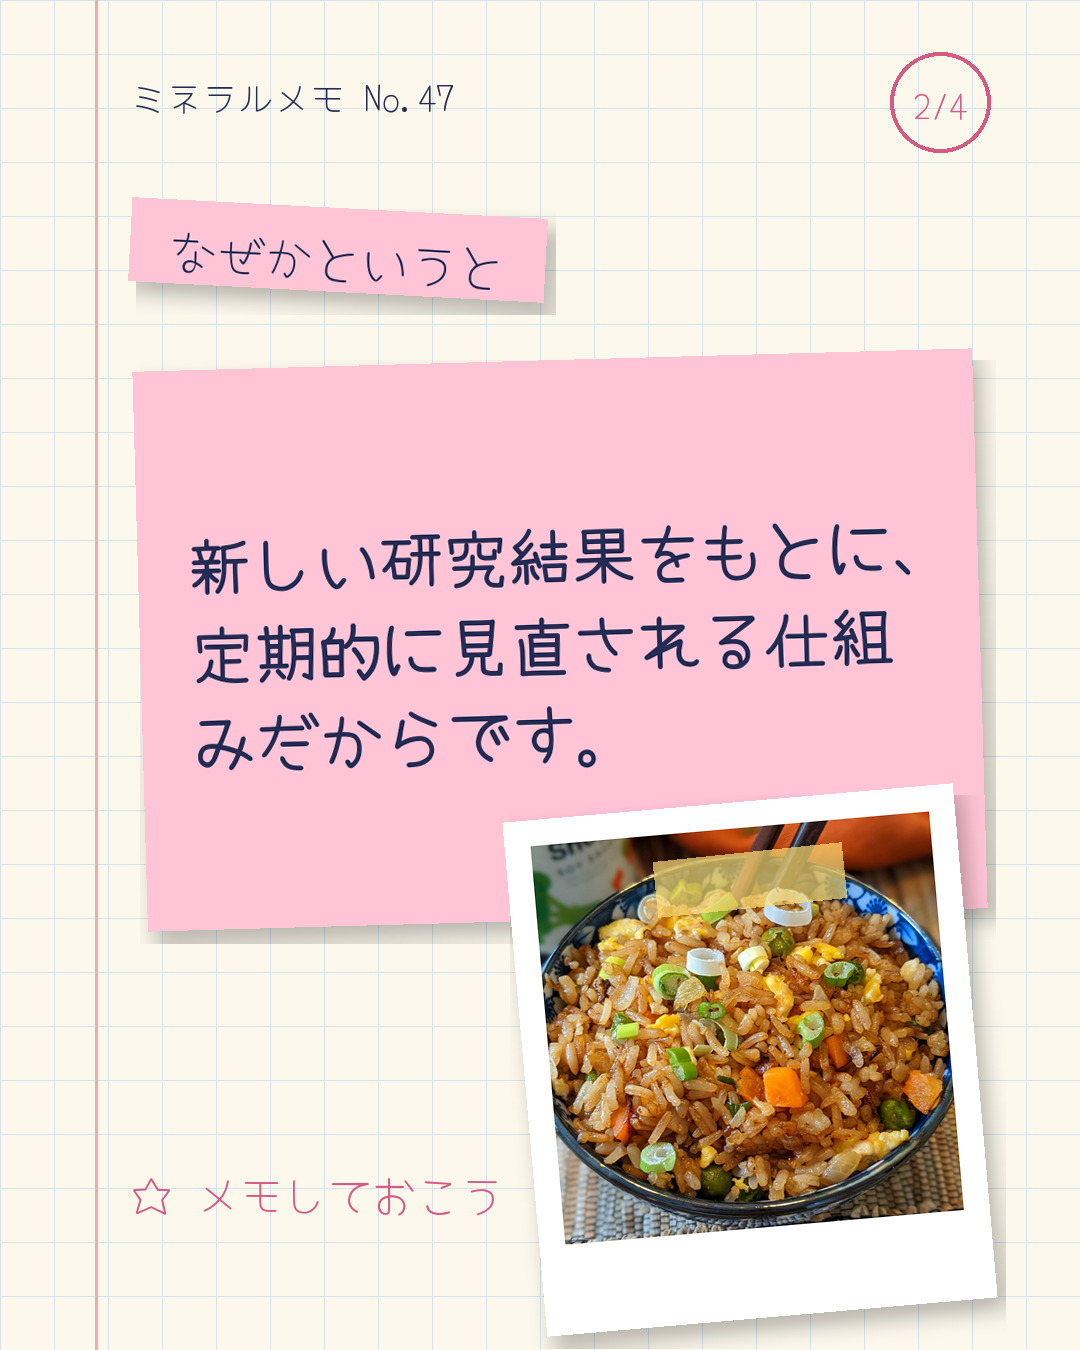 ミネラルメモ No.47
2/4
なぜかというと
新しい研究結果をもとに、
定期的に見直される仕組
みだからです。
☆ メモしておこう